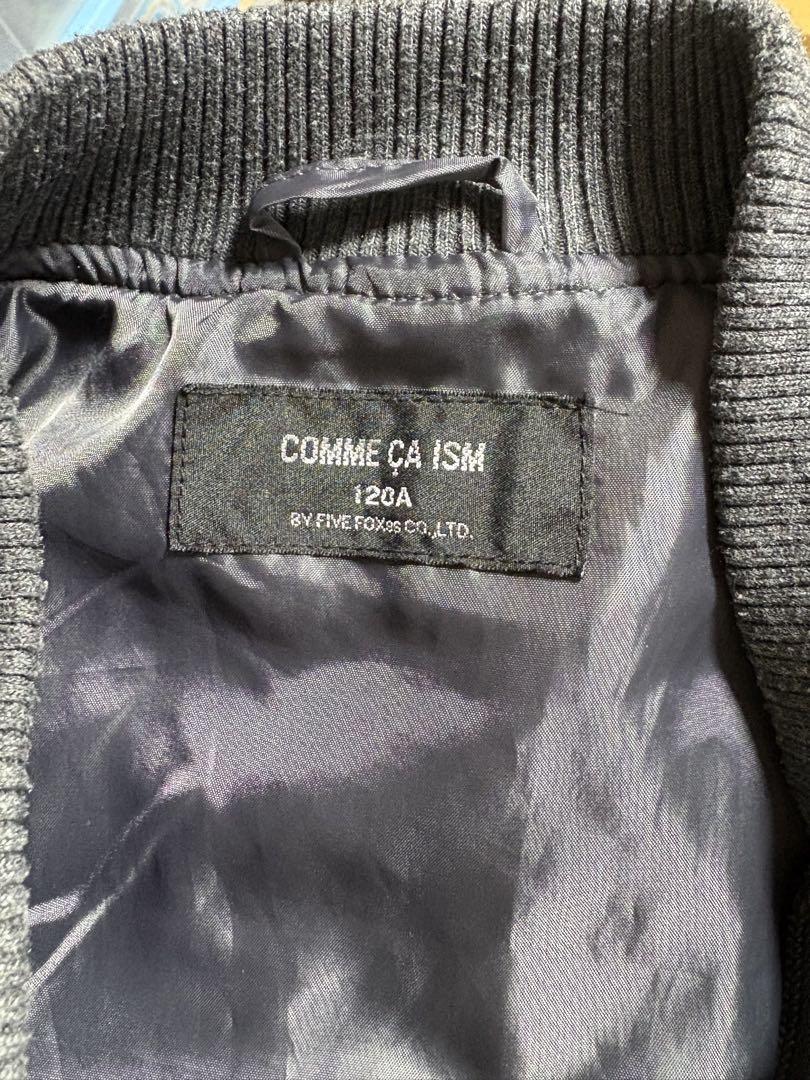 COMME ÇA ISM
120A
BY FIVE FOXes CO.,LTD.